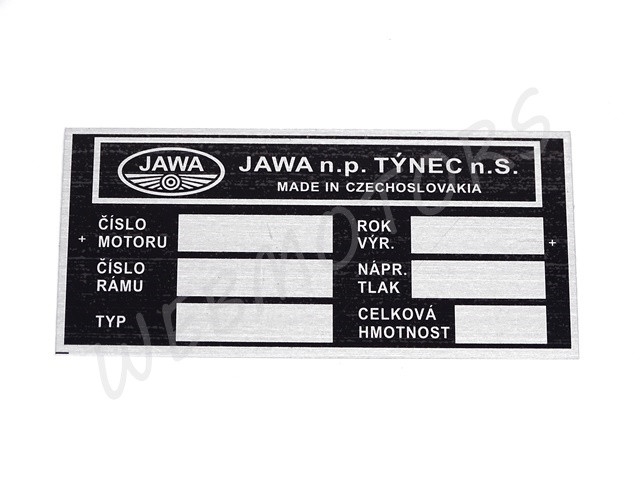 JAWA
JAWA n.p. TÝNEC n.S.
MADE IN CZECHOSLOVAKIA
ČÍSLO
MOTORU
ROK
VÝR.
ČÍSLO
RÁMU
NÁPR.
TLAK
TYP
CELKOVÁ
HMOTNOST
WEBMOTORS